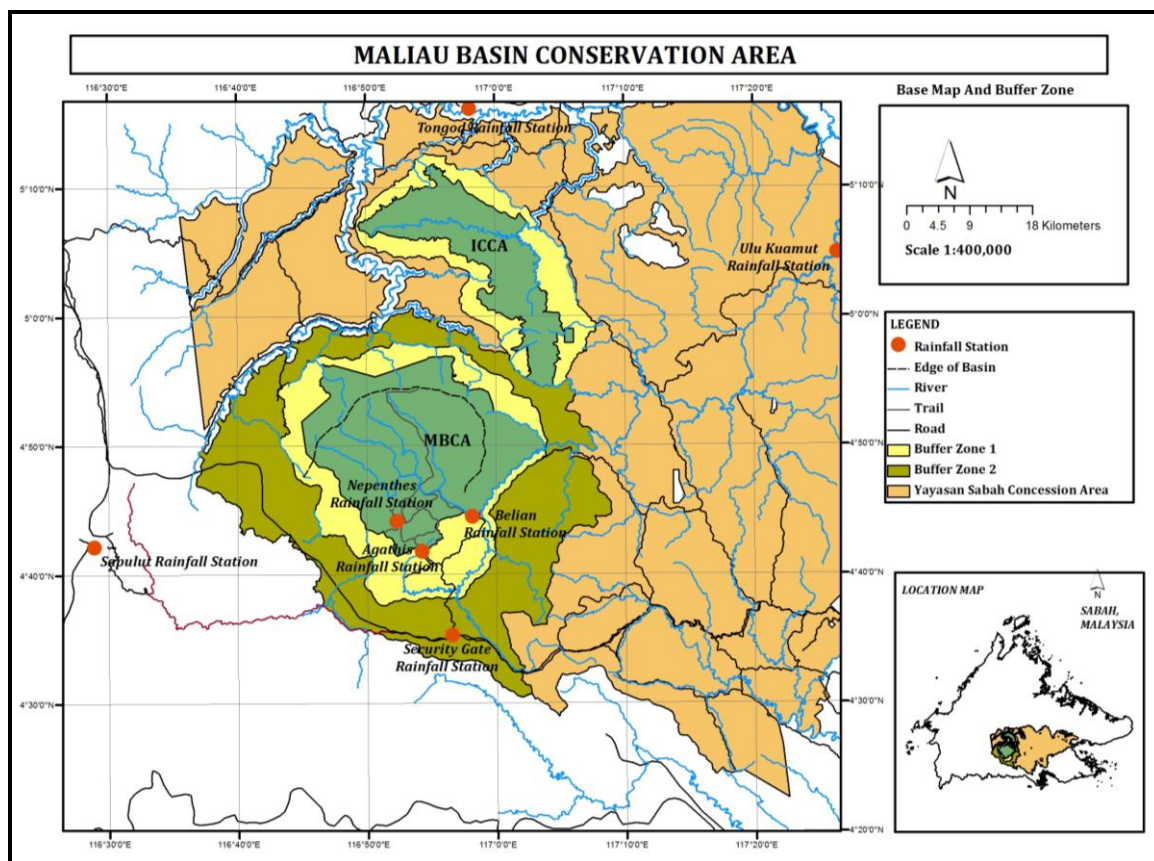 MALIAU BASIN CONSERVATION AREA
116°30'0"E
116°40'0"E
116°50'0"E
117°0'0"E
117°10'0"E
117°20'0"E
Base Map And Buffer Zone
Tongod Rainfall Station
N
0 4.5 9 18 Kilometers
Scale 1:400,000
5°10'0"N
5°10'0"N
ICCA
Ulu Kuamut
Rainfall Station
5°0'0"N
5°0'0"N
LEGEND
Rainfall Station
Edge of Basin
River
Trail
Road
Buffer Zone 1
Buffer Zone 2
Yayasan Sabah Concession Area
4°50'0"N
4°50'0"N
MBCA
Nepenthes
Rainfall Station
Belian
Rainfall Station
Agathis
Rainfall Station
Sapulut Rainfall Station
4°40'0"N
4°40'0"N
Security Gate
Rainfall Station
4°30'0"N
4°30'0"N
LOCATION MAP
N
SABAH,
MALAYSIA
4°20'0"N
116°30'0"E
116°40'0"E
116°50'0"E
117°0'0"E
117°10'0"E
117°20'0"E